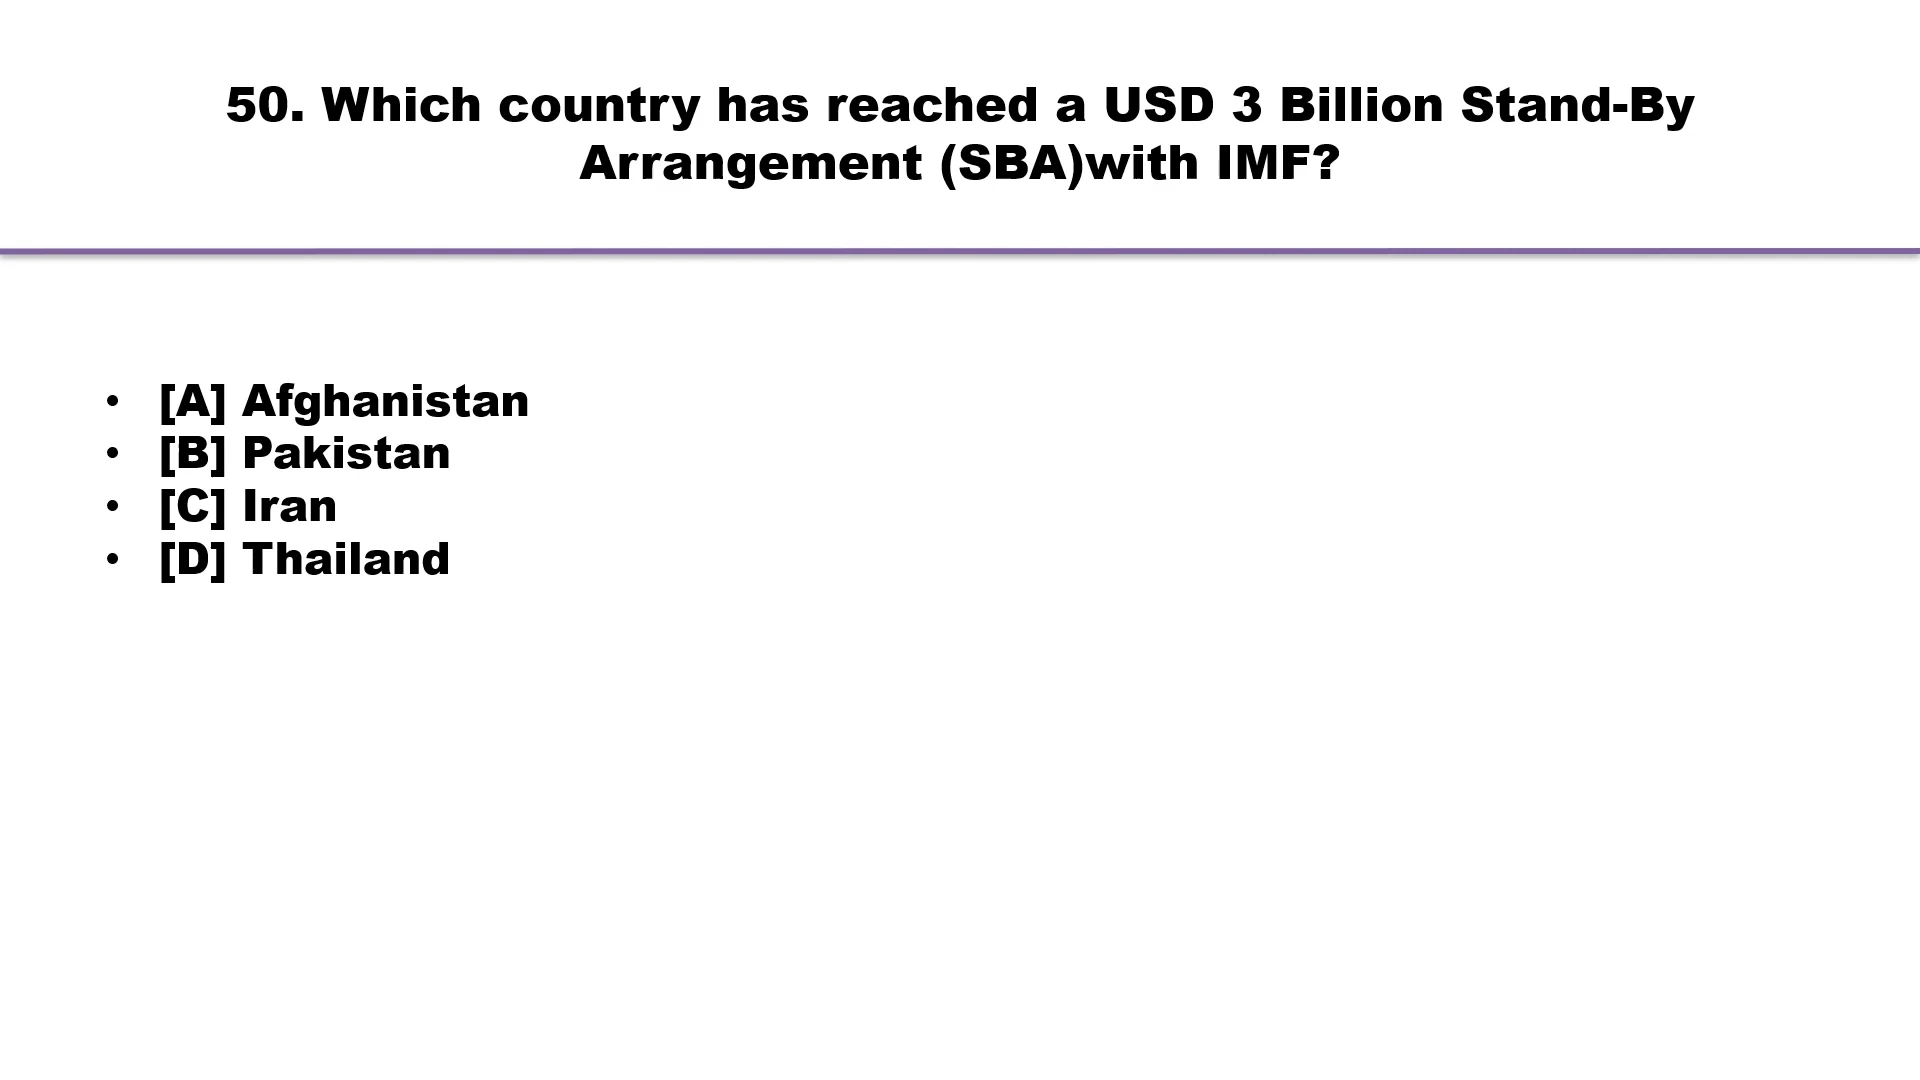 50. Which country has reached a USD 3 Billion Stand-By
Arrangement (SBA)with IMF?
• [A] Afghanistan
• [B] Pakistan
• [C] Iran
• [D] Thailand